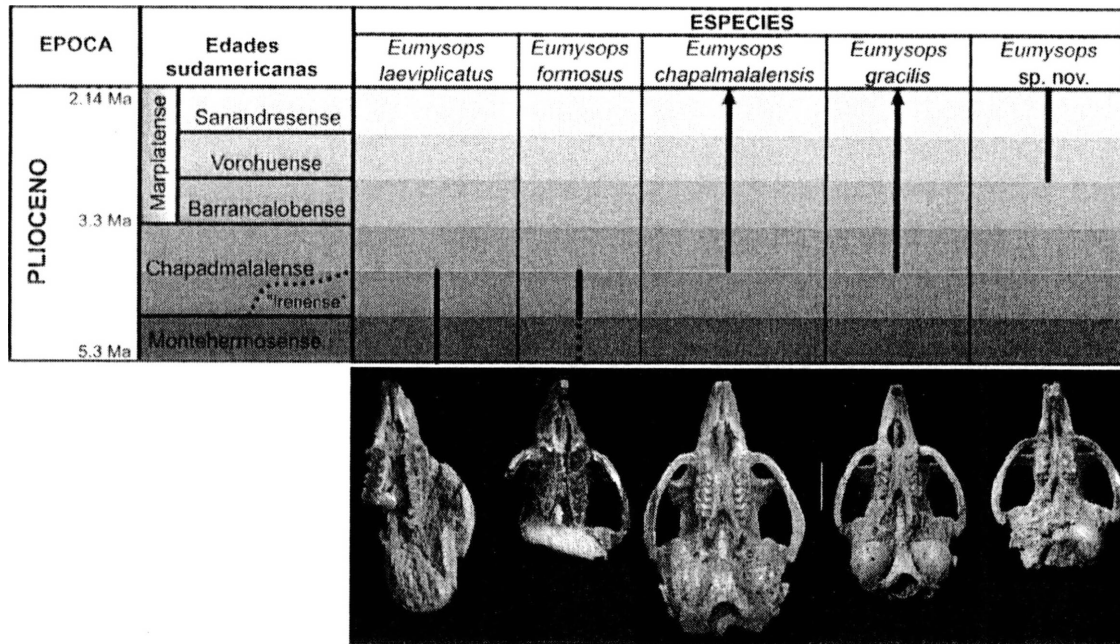 ESPECIES
EPOCA
Edades
sudamericanas
Eumysops
laeviplicatus
Eumysops
formosus
Eumysops
chapalmalalensis
Eumysops
gracilis
Eumysops
sp. nov.
PLIOCENO
2.14 Ma
3.3 Ma
5.3 Ma
Marplatense
Sanandresense
Vorohuense
Barrancalobense
Chapadmalalense
"Irenense"
Montehermosense